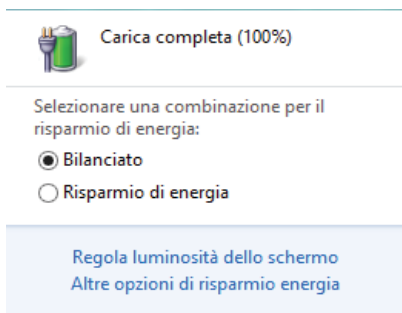 Carica completa (100%)
Selezionare una combinazione per il
risparmio di energia:
Bilanciato
Risparmio di energia
Regola luminosità dello schermo
Altre opzioni di risparmio energia